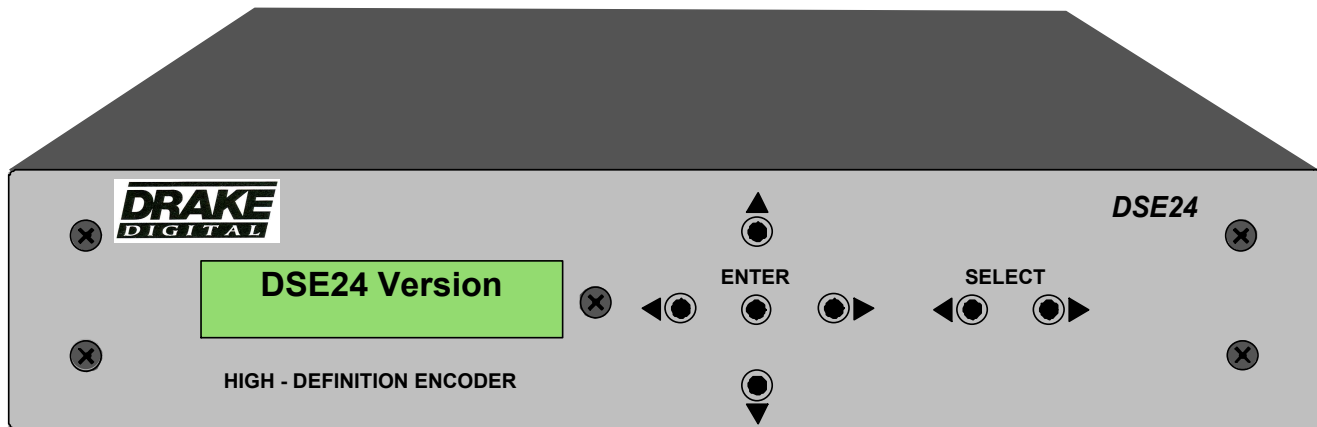 DRAKE
DIGITAL
DSE24
DSE24 Version
ENTER
SELECT
HIGH - DEFINITION ENCODER